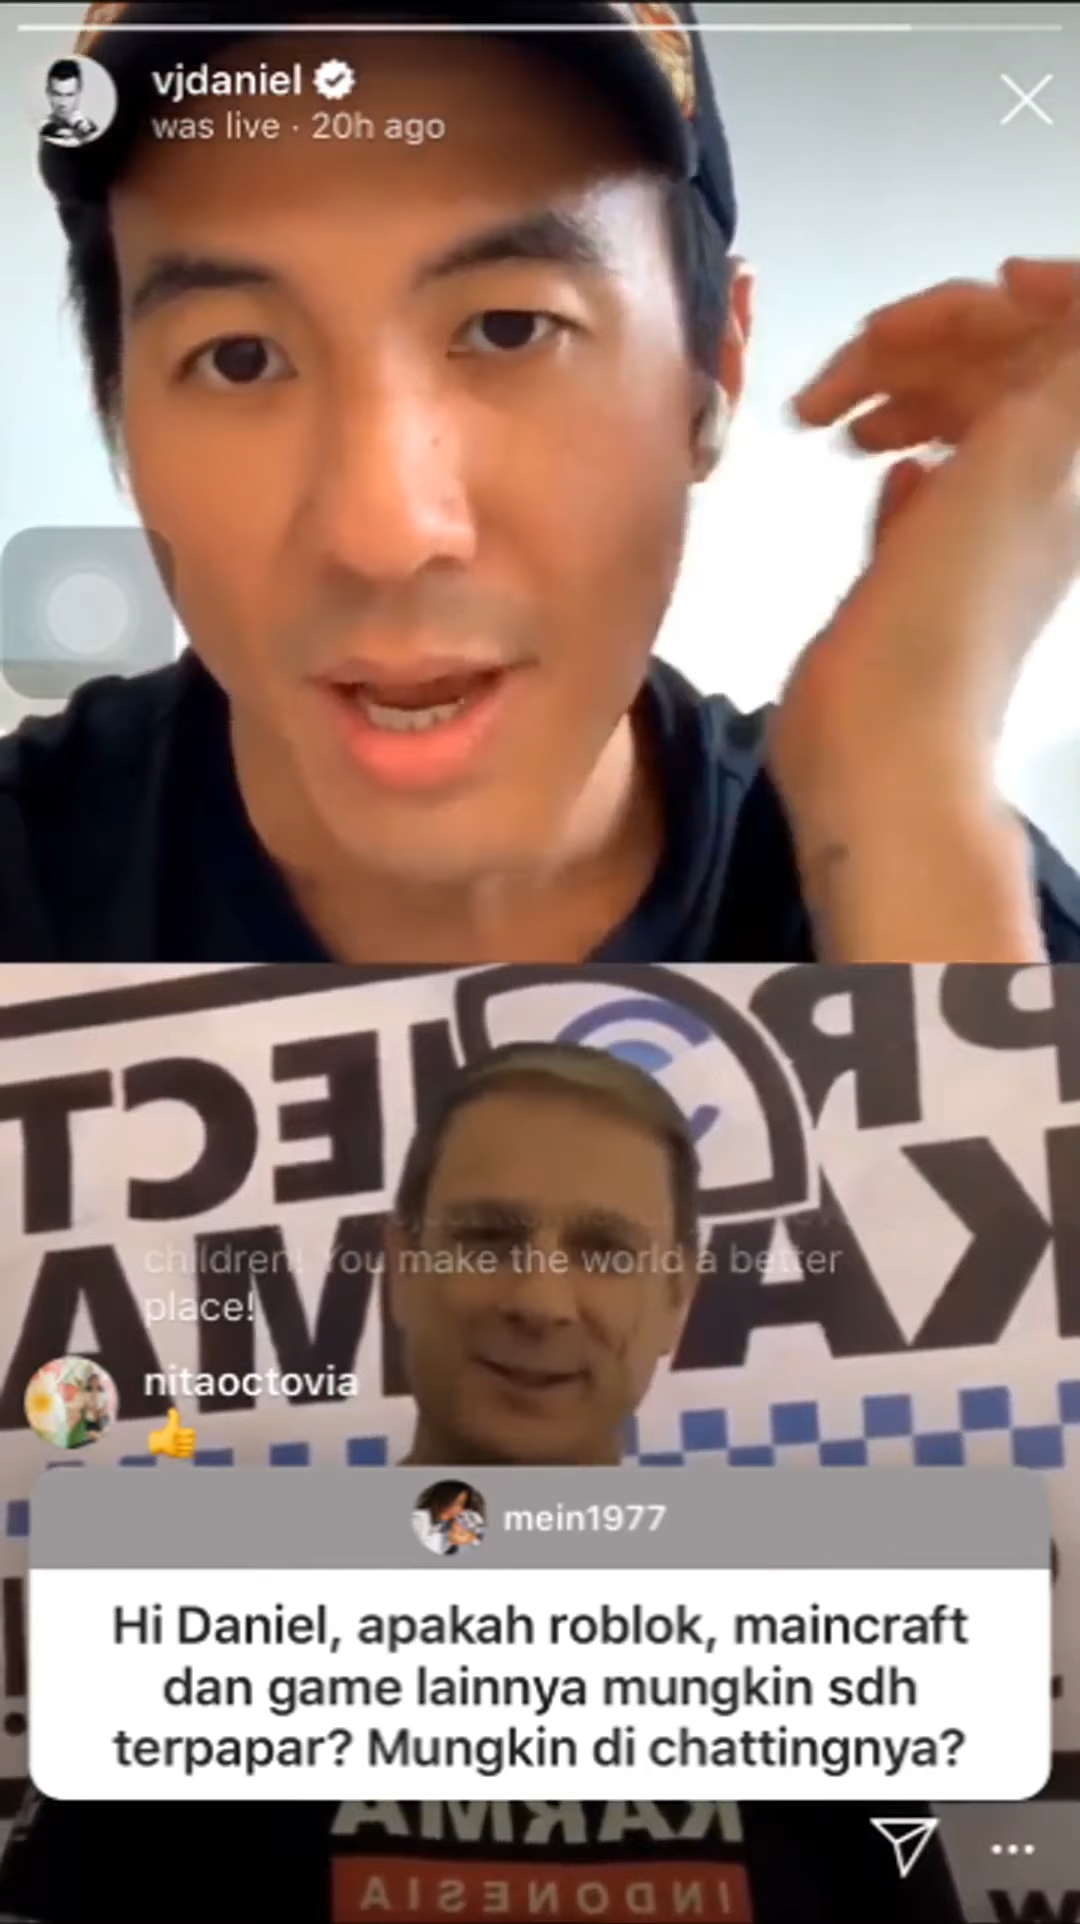 vjdaniel
was live · 20h ago
PROJECT
KARMA
children! You make the world a better
place!
nitaoctovia
👍
mein1977
Hi Daniel, apakah roblok, maincraft
dan game lainnya mungkin sdh
terpapar? Mungkin di chattingnya?
KARMA
INDONESIA